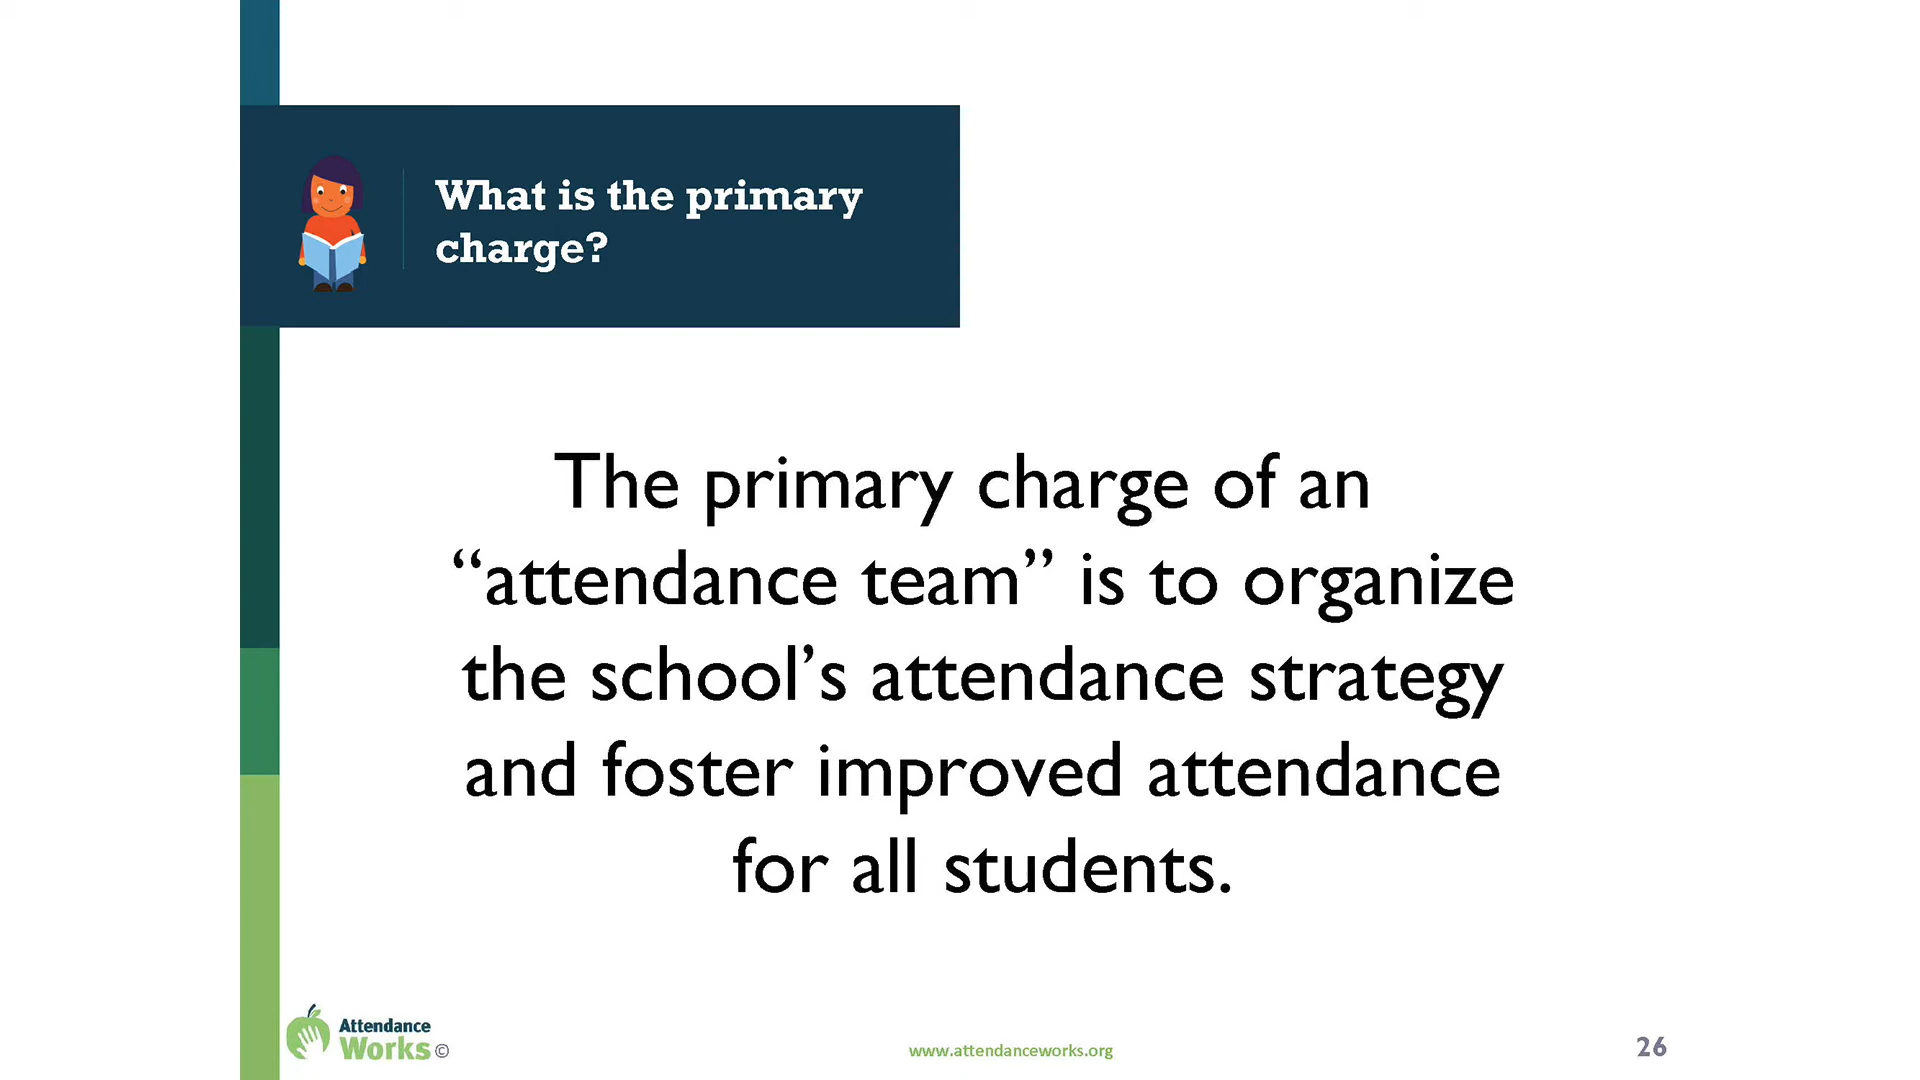 What is the primary
charge?
The primary charge of an
“attendance team” is to organize
the school’s attendance strategy
and foster improved attendance
for all students.
Attendance
Works ©
www.attendanceworks.org
26